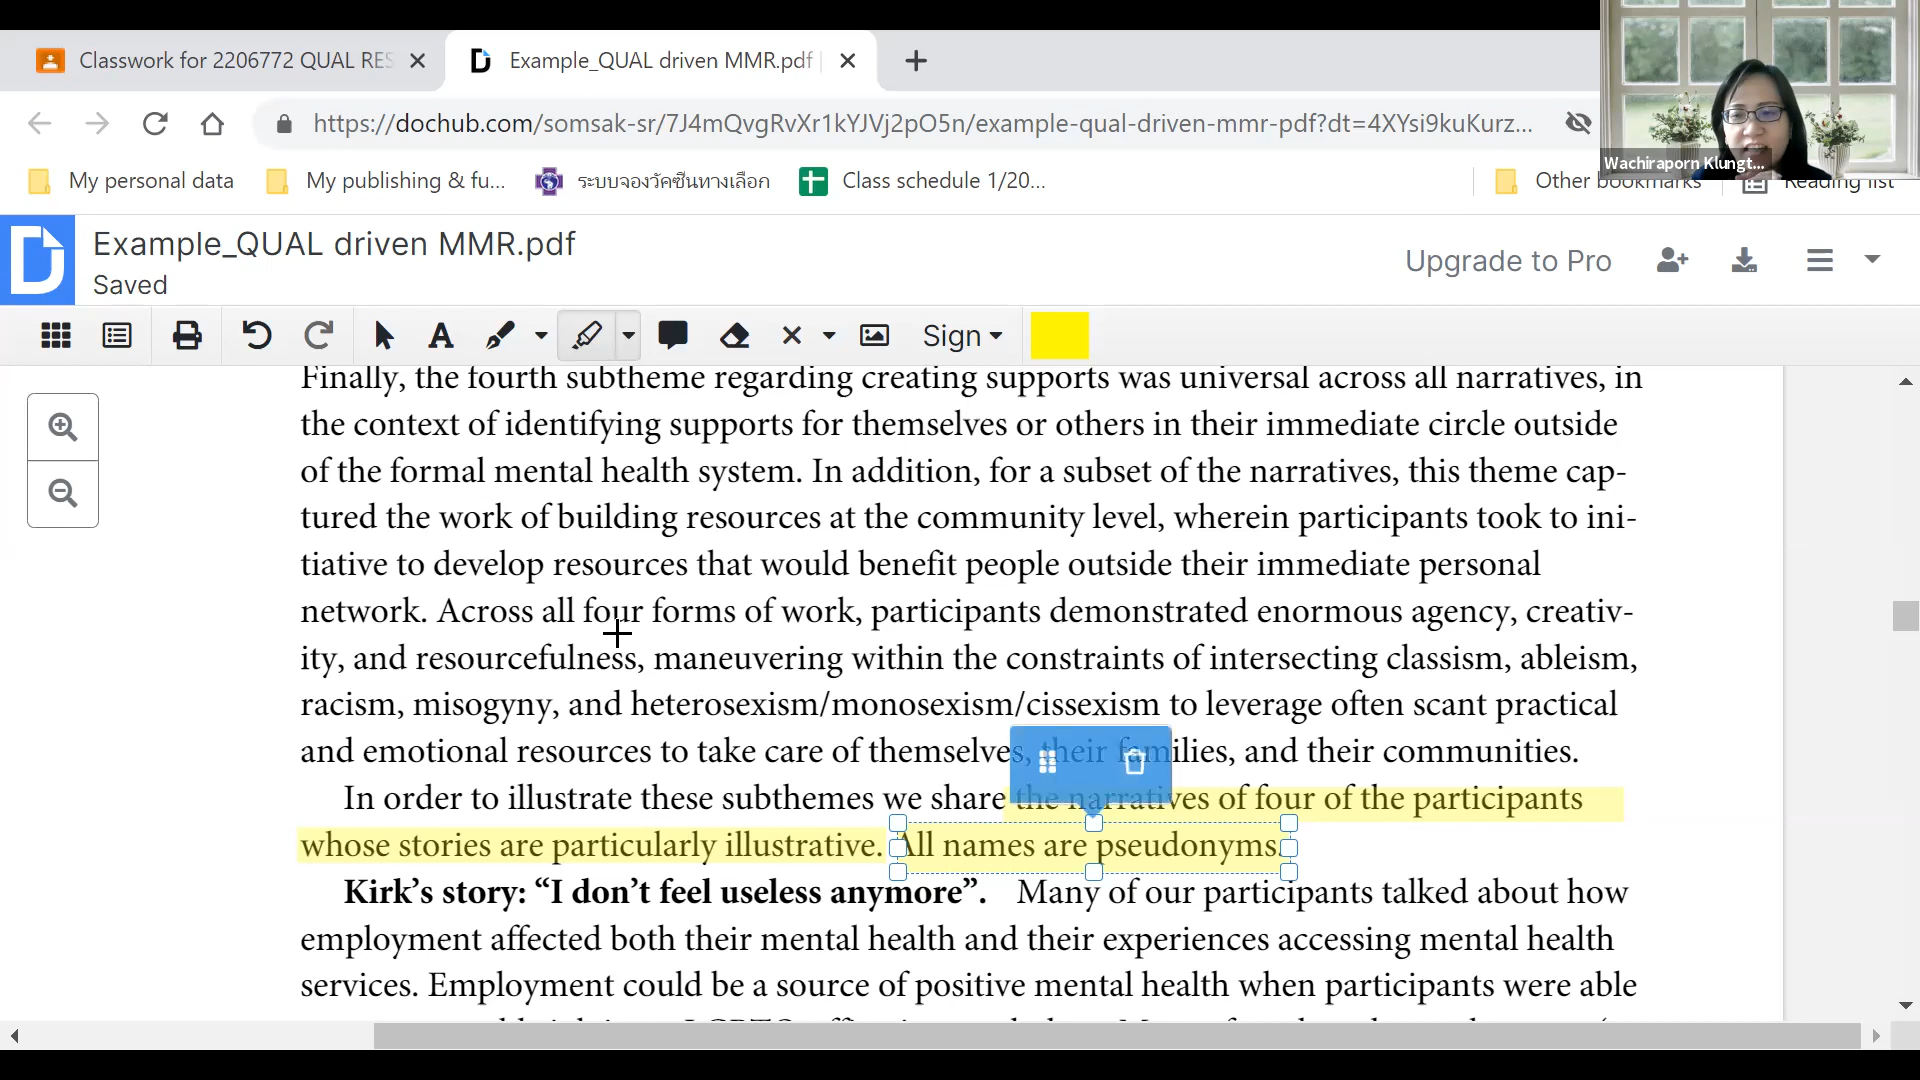 Classwork for 2206772 QUAL RES
Example_QUAL driven MMR.pdf
https://dochub.com/somsak-sr/7J4mQvgRvXr1kYJVj2pO5n/example-qual-driven-mmr-pdf?dt=4XYsi9kuKurz...
Wachiraporn Klungt...
My personal data
My publishing & fu...
ระบบจองวัคซีนทางเลือก
Class schedule 1/20...
Other bookmarks
Reading list
Example_QUAL driven MMR.pdf
Saved
Upgrade to Pro
A
Sign
Finally, the fourth subtheme regarding creating supports was universal across all narratives, in
the context of identifying supports for themselves or others in their immediate circle outside
of the formal mental health system. In addition, for a subset of the narratives, this theme cap-
tured the work of building resources at the community level, wherein participants took to ini-
tiative to develop resources that would benefit people outside their immediate personal
network. Across all four forms of work, participants demonstrated enormous agency, creativ-
ity, and resourcefulness, maneuvering within the constraints of intersecting classism, ableism,
racism, misogyny, and heterosexism/monosexism/cissexism to leverage often scant practical
and emotional resources to take care of themselves, their families, and their communities.
In order to illustrate these subthemes we share the narratives of four of the participants
whose stories are particularly illustrative. All names are pseudonyms.
Kirk's story: “I don't feel useless anymore”. Many of our participants talked about how
employment affected both their mental health and their experiences accessing mental health
services. Employment could be a source of positive mental health when participants were able